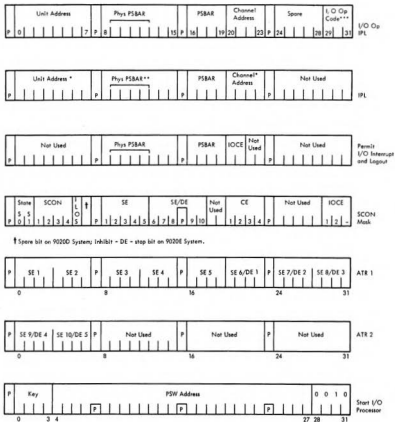 Unit Address Phys PSBAR PSBAR Channel Address Spare I/O Op Code*** I/O Op IPL
P 0 7 P 8 15 P 16 19 20 23 P 24 28 29 31
Unit Address * Phys PSBAR** PSBAR Channel* Address Not Used IPL
P P P P
Not Used Phys PSBAR PSBAR IOCE Not Used Not Used Permit I/O Interrupt and Logout
P P P P
State SCON I L O S † SE SE/DE Not Used CE Not Used IOCE SCON Mask
P S 0 S 1 1 2 3 4 P 1 2 3 4 5 6 7 8 P 9 10 1 2 3 4 P 1 2 -
† Spare bit on 9020D System; inhibit - DE - stop bit on 9020E System.
P SE 1 SE 2 P SE 3 SE 4 P SE 5 SE 6/DE 1 P SE 7/DE 2 SE 8/DE 3 ATR 1
0 8 16 24 31
P SE 9/DE 4 SE 10/DE 5 P Not Used P Not Used P Not Used ATR 2
0 8 16 24 31
P Key PSW Address 0 0 1 0 Start I/O Processor
P P P
0 3 4 27 28 31